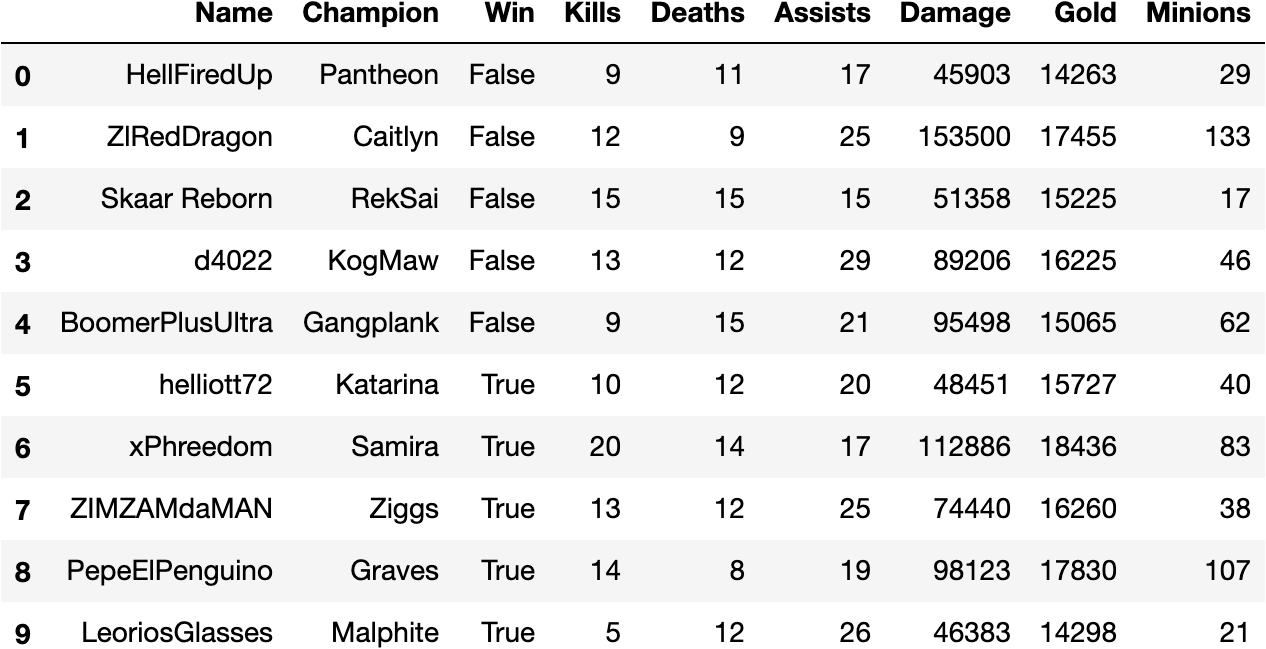 Name Champion Win Kills Deaths Assists Damage Gold Minions
0 HellFiredUp Pantheon False 9 11 17 45903 14263 29
1 ZIRedDragon Caitlyn False 12 9 25 153500 17455 133
2 Skaar Reborn RekSai False 15 15 15 51358 15225 17
3 d4022 KogMaw False 13 12 29 89206 16225 46
4 BoomerPlusUltra Gangplank False 9 15 21 95498 15065 62
5 helliott72 Katarina True 10 12 20 48451 15727 40
6 xPhreedom Samira True 20 14 17 112886 18436 83
7 ZIMZAMdaMAN Ziggs True 13 12 25 74440 16260 38
8 PepeElPenguino Graves True 14 8 19 98123 17830 107
9 LeoriosGlasses Malphite True 5 12 26 46383 14298 21